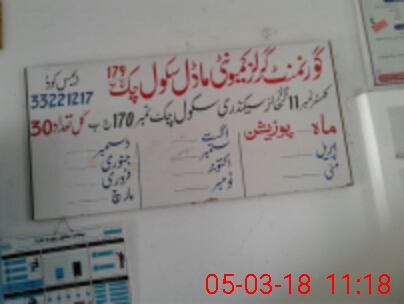 گورنمنٹ گرلز کمیونٹی ماڈل سکول چک 179
ایمس کوڈ
33221217
کلسٹر نمبر 11 گرلز ہائر سیکنڈری سکول چک نمبر 170 ج ب کل تعداد 30
ماہ پوزیشن
اپریل
مئی
اگست
ستمبر
اکتوبر
نومبر
دسمبر
جنوری
فروری
مارچ
05-03-18 11:18